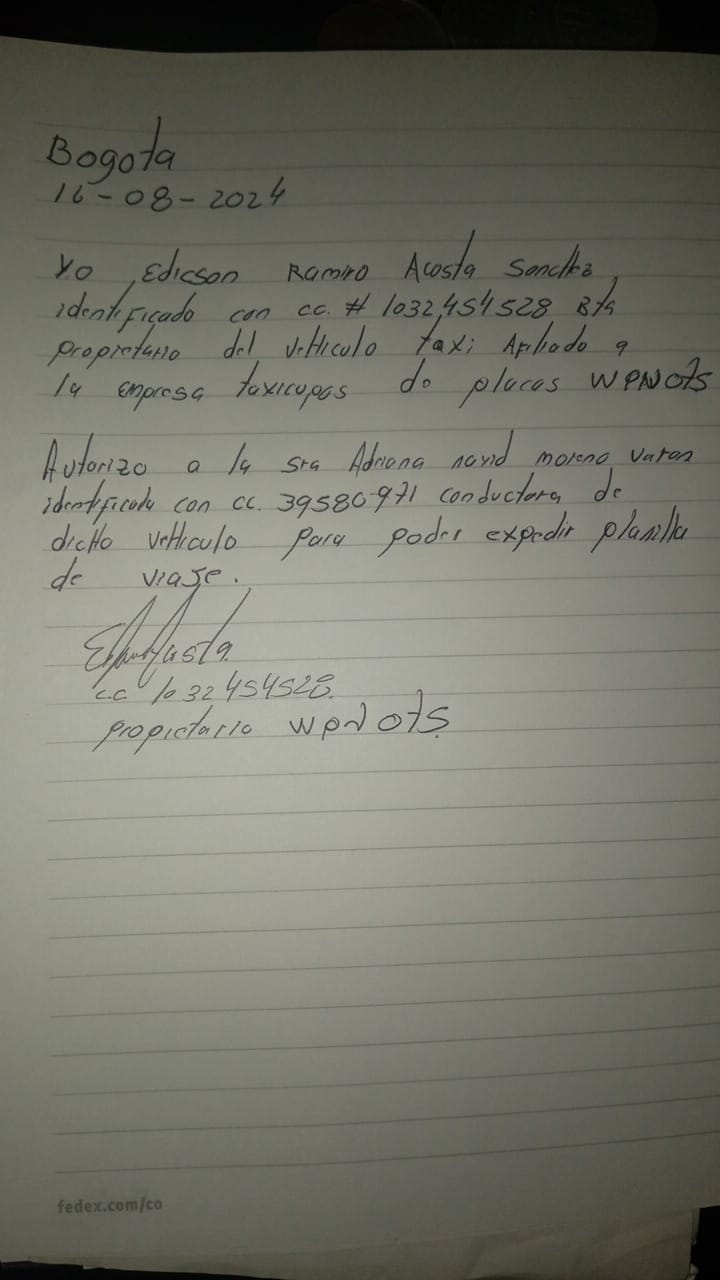 Bogota
16-08-2024
Yo, Edicson Ramiro Acosta Sanchez,
identificado con cc. # 1032,454528 Bta
propietario del veHiculo taxi Afiliado a
la empresa taxicupos de placas WPN075
Autorizo a la sra Adriana navid moreno varon
identificada con cc. 39580971 conductora de
dicHo veHiculo para poder expedir planilla
de viaje.
cc 1032454528.
propietario WPN075.
fedex.com/co